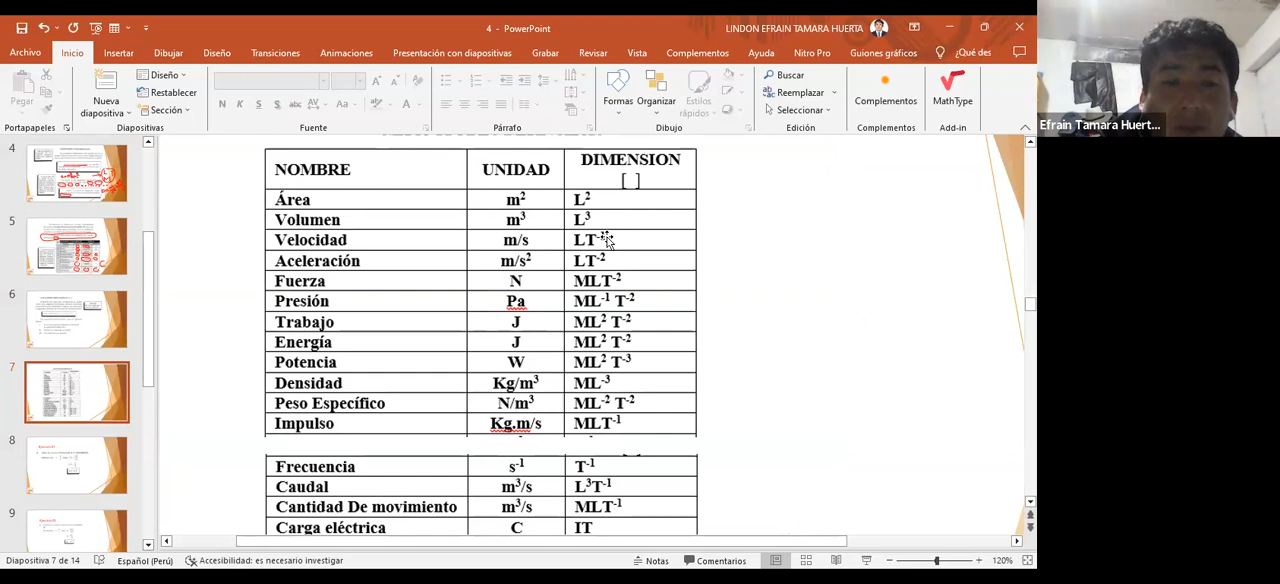 4 - PowerPoint
LINDON EFRAIN TAMARA HUERTA
Archivo Inicio Insertar Dibujar Diseño Transiciones Animaciones Presentación con diapositivas Grabar Revisar Vista Complementos Ayuda Nitro Pro Guiones gráficos ¿Qué des
Pegar
Nueva diapositiva
Diseño
Restablecer
Sección
N K S S abc AV Aa A
Formas Organizar Estilos rápidos
Buscar
Reemplazar
Seleccionar
Complementos
MathType
Portapapeles Diapositivas Fuente Párrafo Dibujo Edición Complementos Add-in
Efrain Tamara Huert...
4
5
6
7
8
9
NOMBRE UNIDAD DIMENSION [ ]
Área m² L²
Volumen m³ L³
Velocidad m/s LT⁻
Aceleración m/s² LT⁻²
Fuerza N MLT⁻²
Presión Pa ML⁻¹ T⁻²
Trabajo J ML² T⁻²
Energía J ML² T⁻²
Potencia W ML² T⁻³
Densidad Kg/m³ ML⁻³
Peso Específico N/m³ ML⁻² T⁻²
Impulso Kg.m/s MLT⁻¹
Frecuencia s⁻¹ T⁻¹
Caudal m³/s L³T⁻¹
Cantidad De movimiento m³/s MLT⁻¹
Carga eléctrica C IT
Diapositiva 7 de 14 Español (Perú) Accesibilidad: es necesario investigar Notas Comentarios 120%